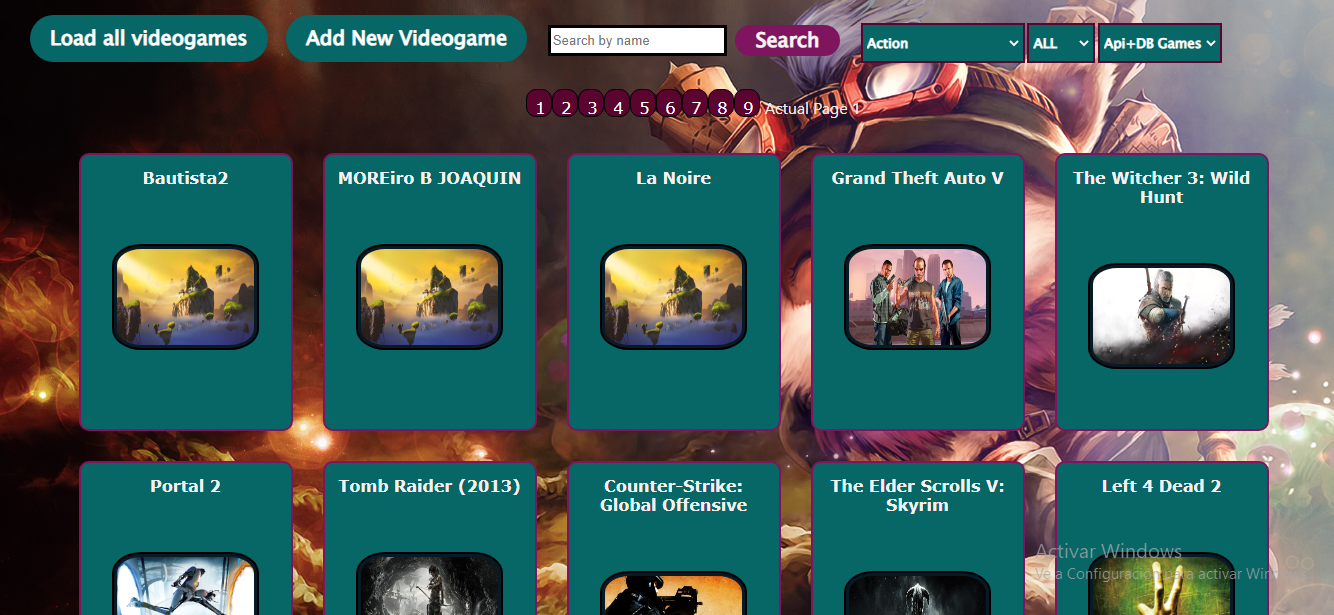 Load all videogames
Add New Videogame
Search by name
Search
Action
ALL
Api+DB Games
1 2 3 4 5 6 7 8 9 Actual Page 1
Bautista2
MOREiro B JOAQUIN
La Noire
Grand Theft Auto V
The Witcher 3: Wild
Hunt
Portal 2
Tomb Raider (2013)
Counter-Strike:
Global Offensive
The Elder Scrolls V:
Skyrim
Left 4 Dead 2
Activar Windows
Ve a Configuración para activar Win